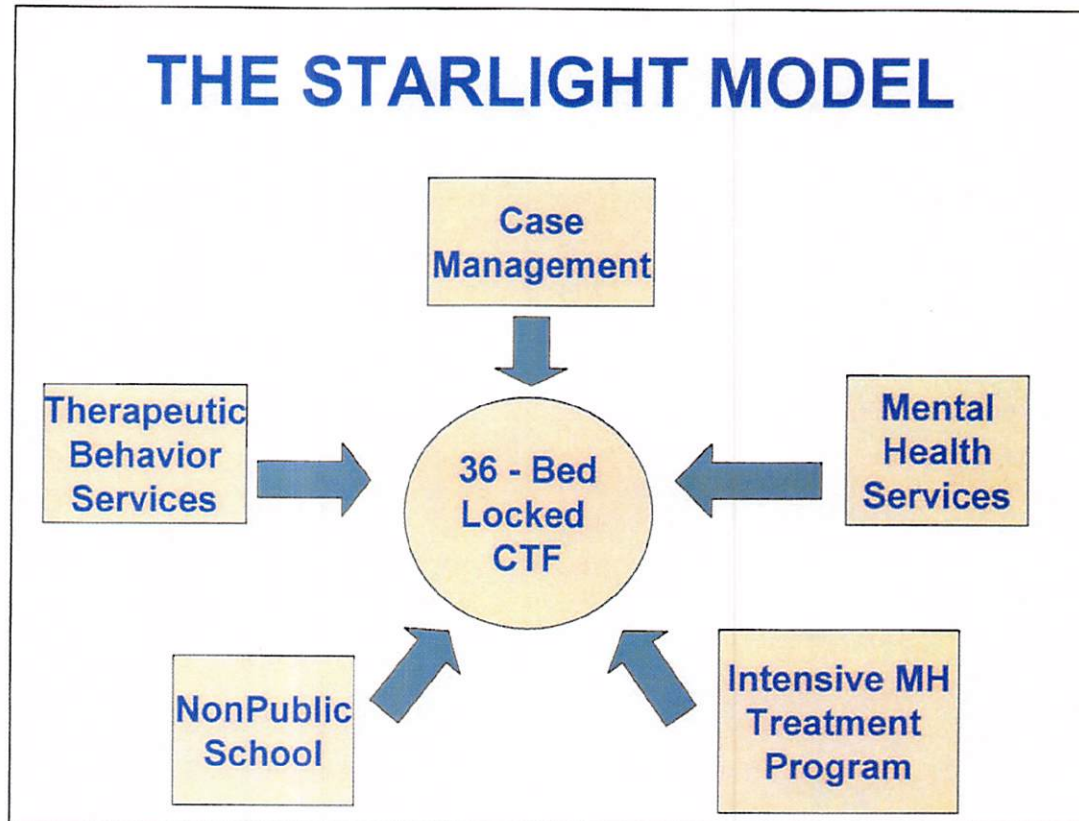 THE STARLIGHT MODEL
Case
Management
Therapeutic
Behavior
Services
36 - Bed
Locked
CTF
Mental
Health
Services
NonPublic
School
Intensive MH
Treatment
Program